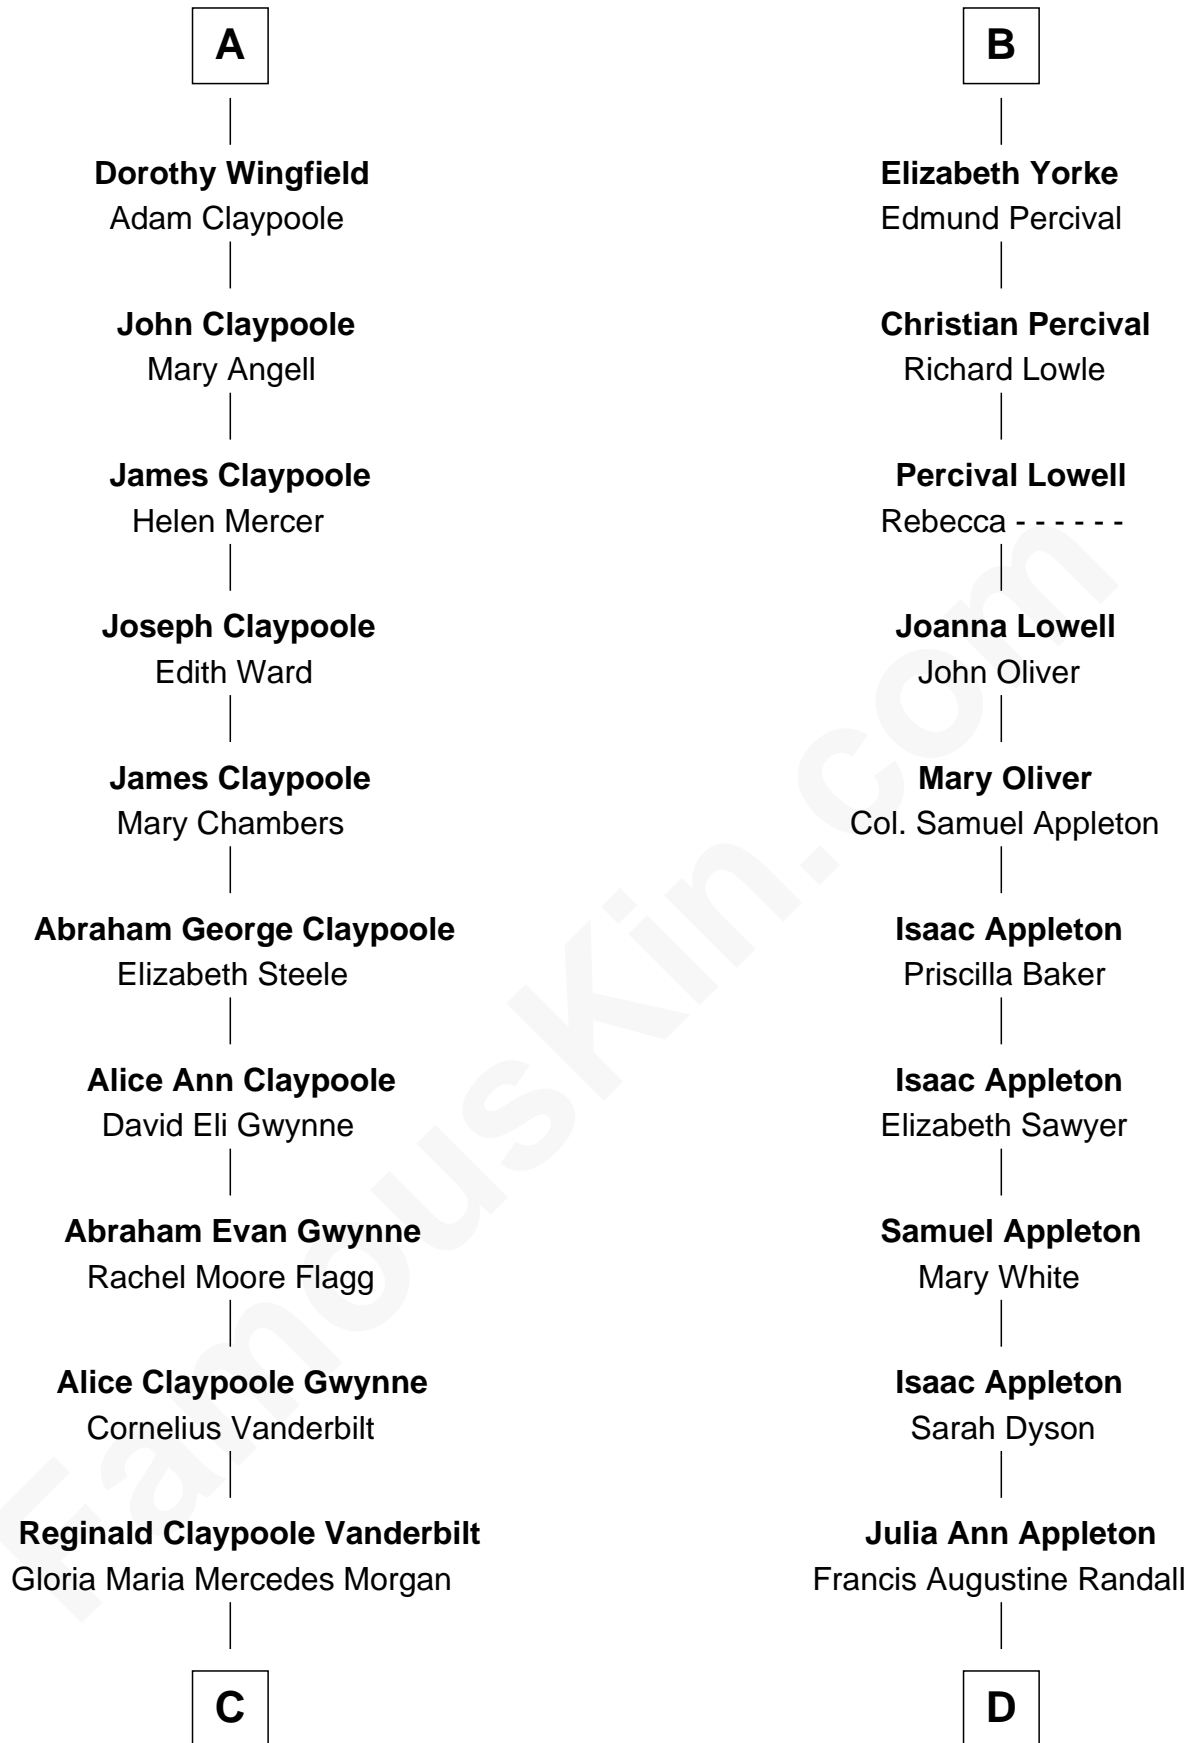 A
Dorothy Wingfield
Adam Claypoole
John Claypoole
Mary Angell
James Claypoole
Helen Mercer
Joseph Claypoole
Edith Ward
James Claypoole
Mary Chambers
Abraham George Claypoole
Elizabeth Steele
Alice Ann Claypoole
David Eli Gwynne
Abraham Evan Gwynne
Rachel Moore Flagg
Alice Claypoole Gwynne
Cornelius Vanderbilt
Reginald Claypoole Vanderbilt
Gloria Maria Mercedes Morgan
C
B
Elizabeth Yorke
Edmund Percival
Christian Percival
Richard Lowle
Percival Lowell
Rebecca - - - - - -
Joanna Lowell
John Oliver
Mary Oliver
Col. Samuel Appleton
Isaac Appleton
Priscilla Baker
Isaac Appleton
Elizabeth Sawyer
Samuel Appleton
Mary White
Isaac Appleton
Sarah Dyson
Julia Ann Appleton
Francis Augustine Randall
D
FamousKin.com